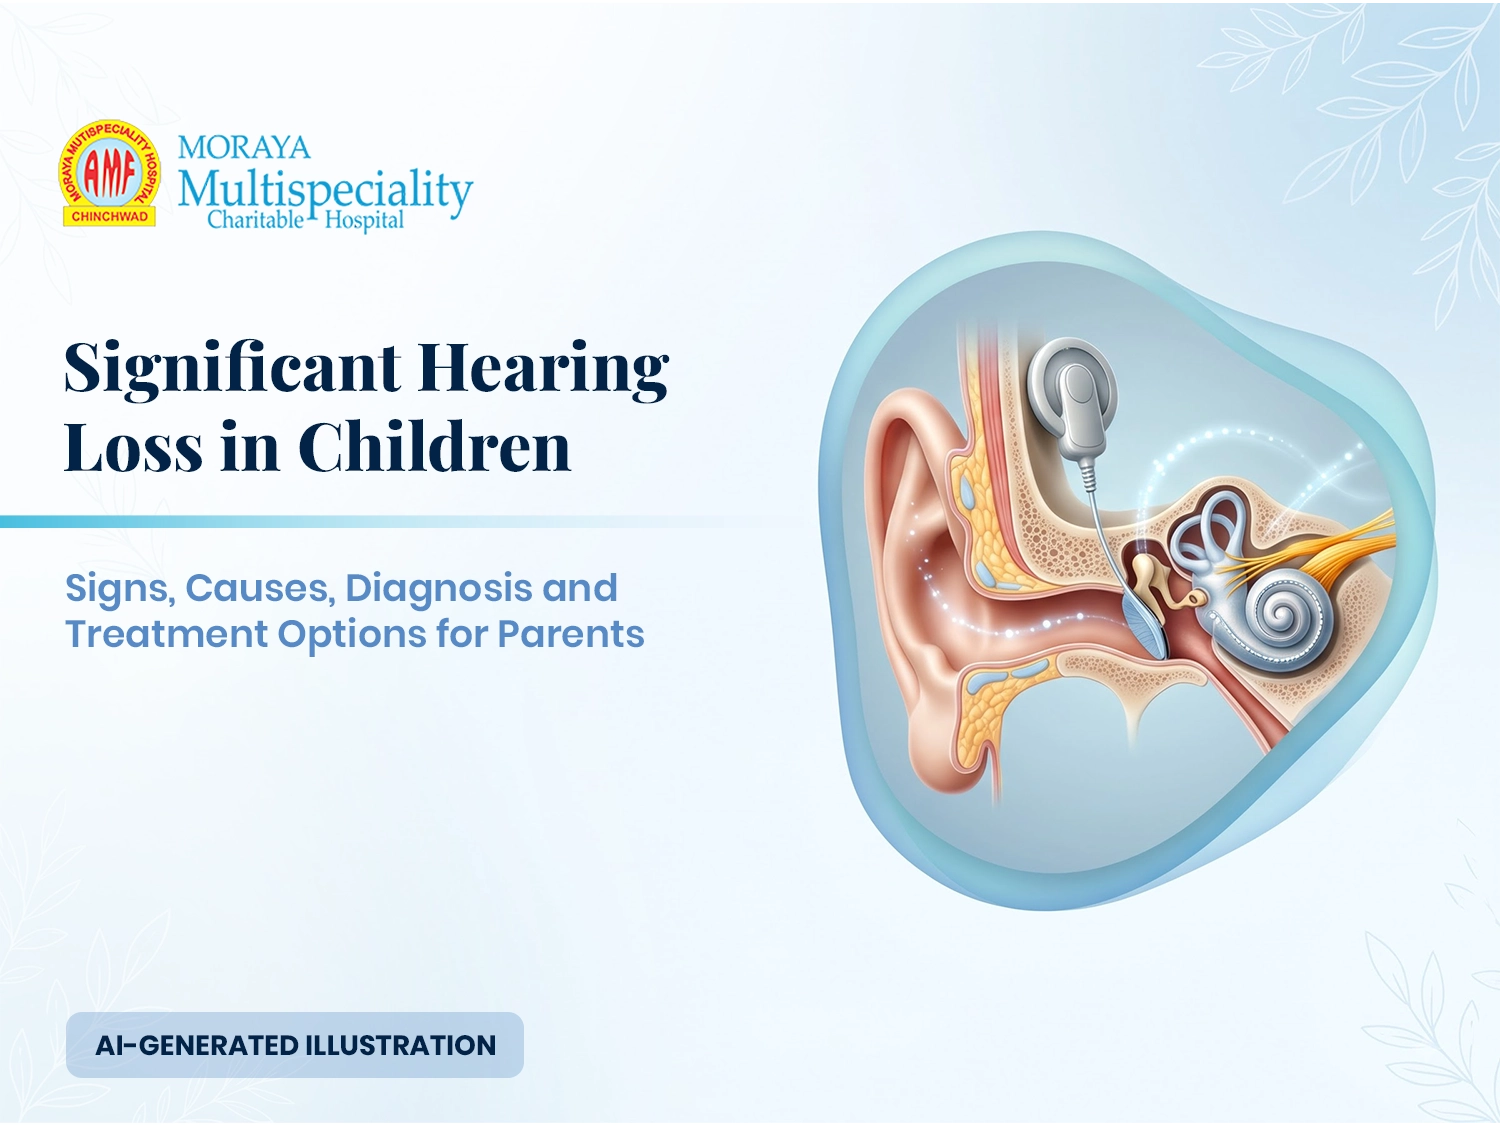 MORAYA MUTISPECIALITY HOSPITAL
AMF
CHINCHWAD
MORAYA
Multispeciality
Charitable Hospital
Significant Hearing
Loss in Children
Signs, Causes, Diagnosis and
Treatment Options for Parents
AI-GENERATED ILLUSTRATION